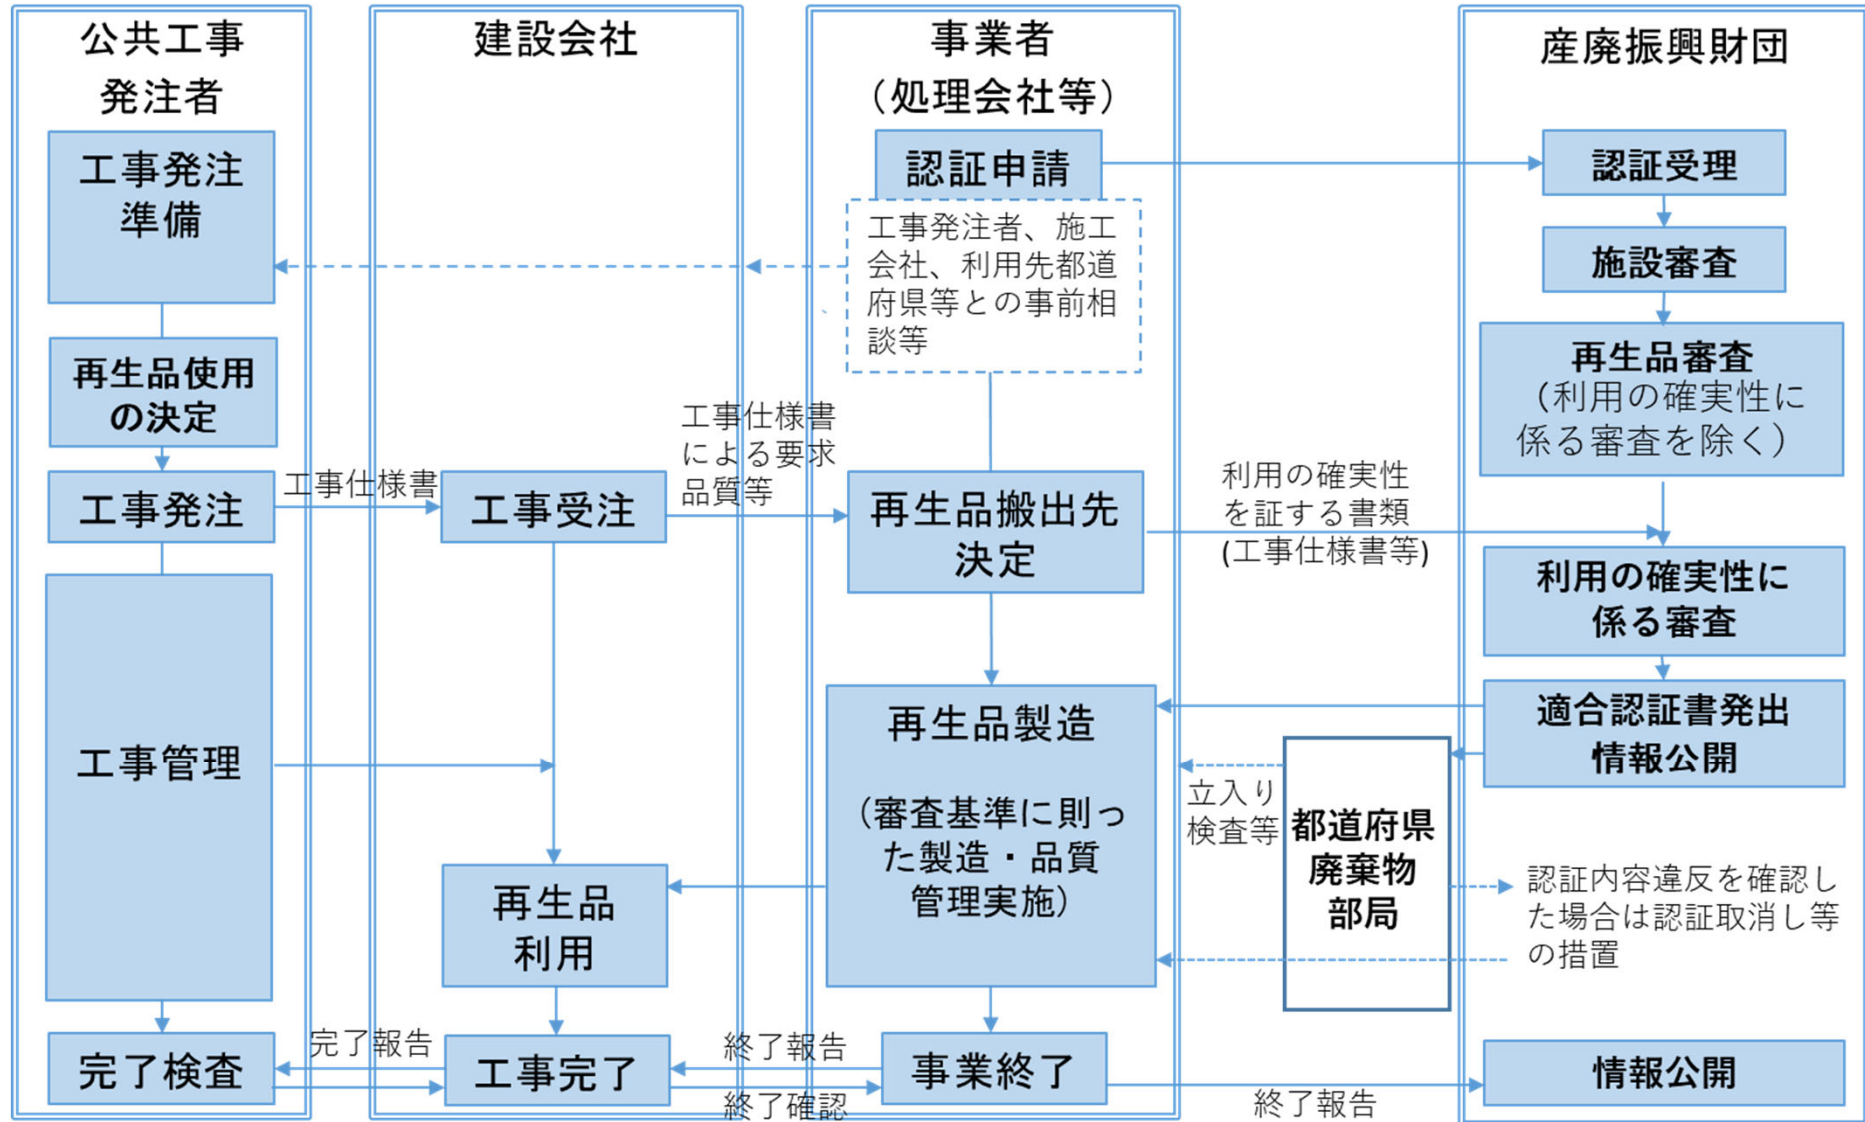 公共工事
発注者
工事発注
準備
再生品使用
の決定
工事発注
工事管理
完了検査
工事仕様書
完了報告
建設会社
工事受注
再生品
利用
工事完了
工事仕様書
による要求
品質等
終了報告
終了確認
事業者
（処理会社等）
認証申請
工事発注者、施工
会社、利用先都道
府県等との事前相
談等
再生品搬出先
決定
再生品製造
（審査基準に則っ
た製造・品質
管理実施）
事業終了
利用の確実性
を証する書類
(工事仕様書等)
立入り
検査等
都道府県
廃棄物
部局
終了報告
産廃振興財団
認証受理
施設審査
再生品審査
（利用の確実性に
係る審査を除く）
利用の確実性に
係る審査
適合認証書発出
情報公開
認証内容違反を確認し
た場合は認証取消し等
の措置
情報公開